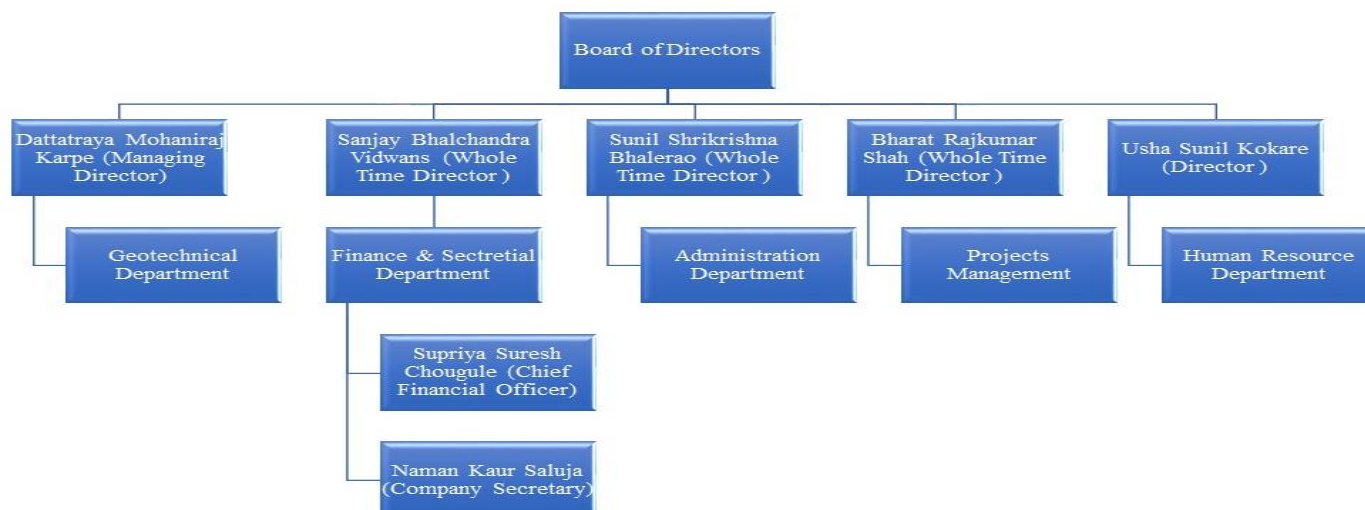 Board of Directors
Dattatraya Mohaniraj
Karpe (Managing
Director)
Sanjay Bhalchandra
Vidwans (Whole
Time Director )
Sunil Shrikrishna
Bhalerao (Whole
Time Director )
Bharat Rajkumar
Shah (Whole Time
Director )
Usha Sunil Kokare
(Director )
Geotechnical
Department
Finance & Sectretial
Department
Administration
Department
Projects
Management
Human Resource
Department
Supriya Suresh
Chougule (Chief
Financial Officer)
Naman Kaur Saluja
(Company Secretary)